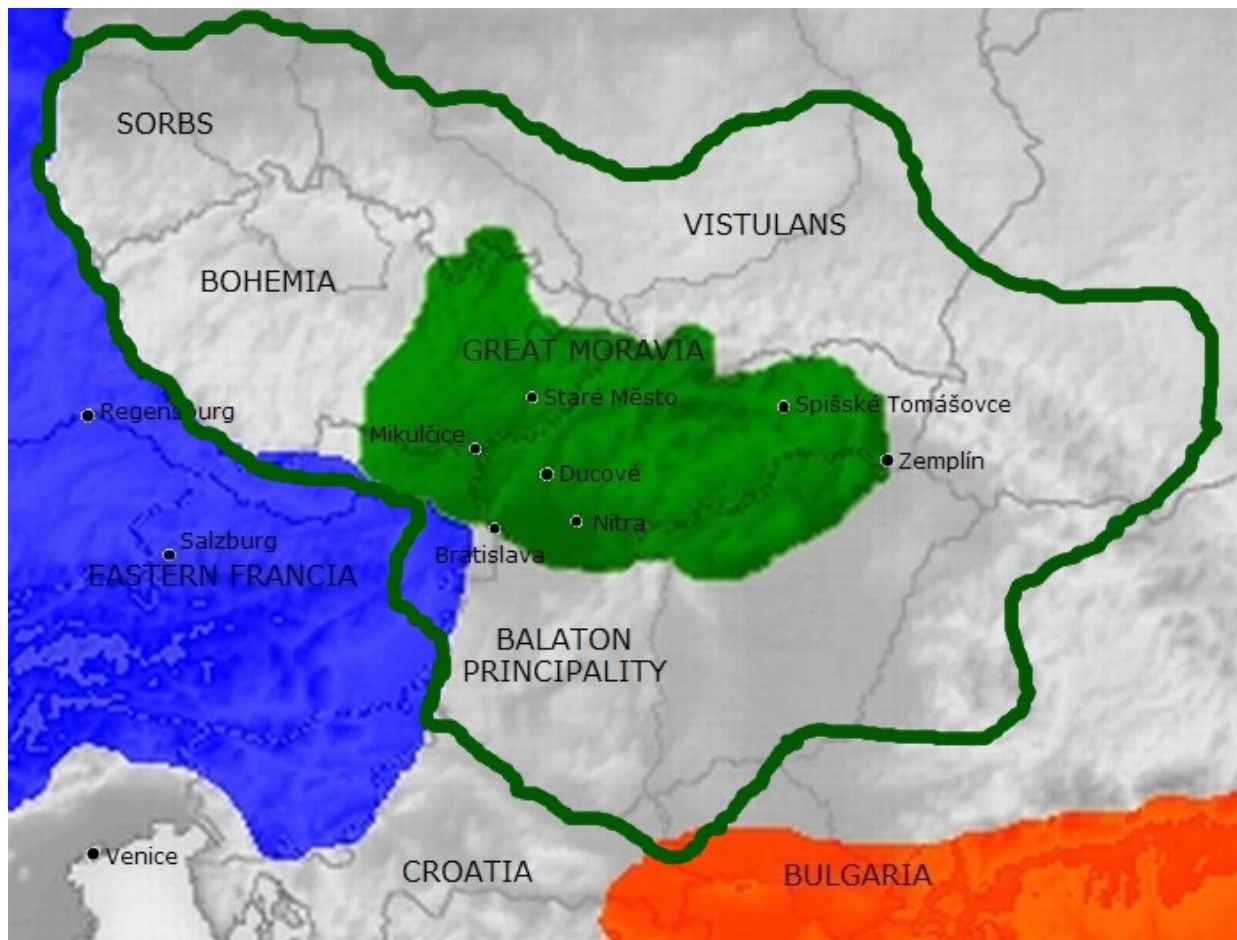 SORBS
VISTULANS
BOHEMIA
GREAT MORAVIA
Staré Město
Spišské Tomášovce
Regensburg
Mikulčice
Zemplín
Ducové
Nitra
Salzburg
Bratislava
EASTERN FRANCIA
BALATON
PRINCIPALITY
Venice
CROATIA
BULGARIA